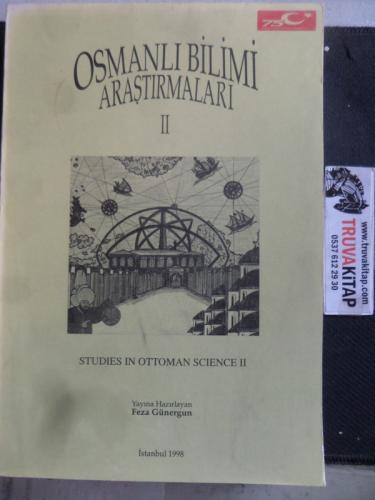 75
OSMANLI BİLİMİ
ARAŞTIRMALARI
II
STUDIES IN OTTOMAN SCIENCE II
Yayına Hazırlayan
Feza Günergun
İstanbul 1998
www.truvakitap.com
TRUVAKİTAP
0537 612 29 30